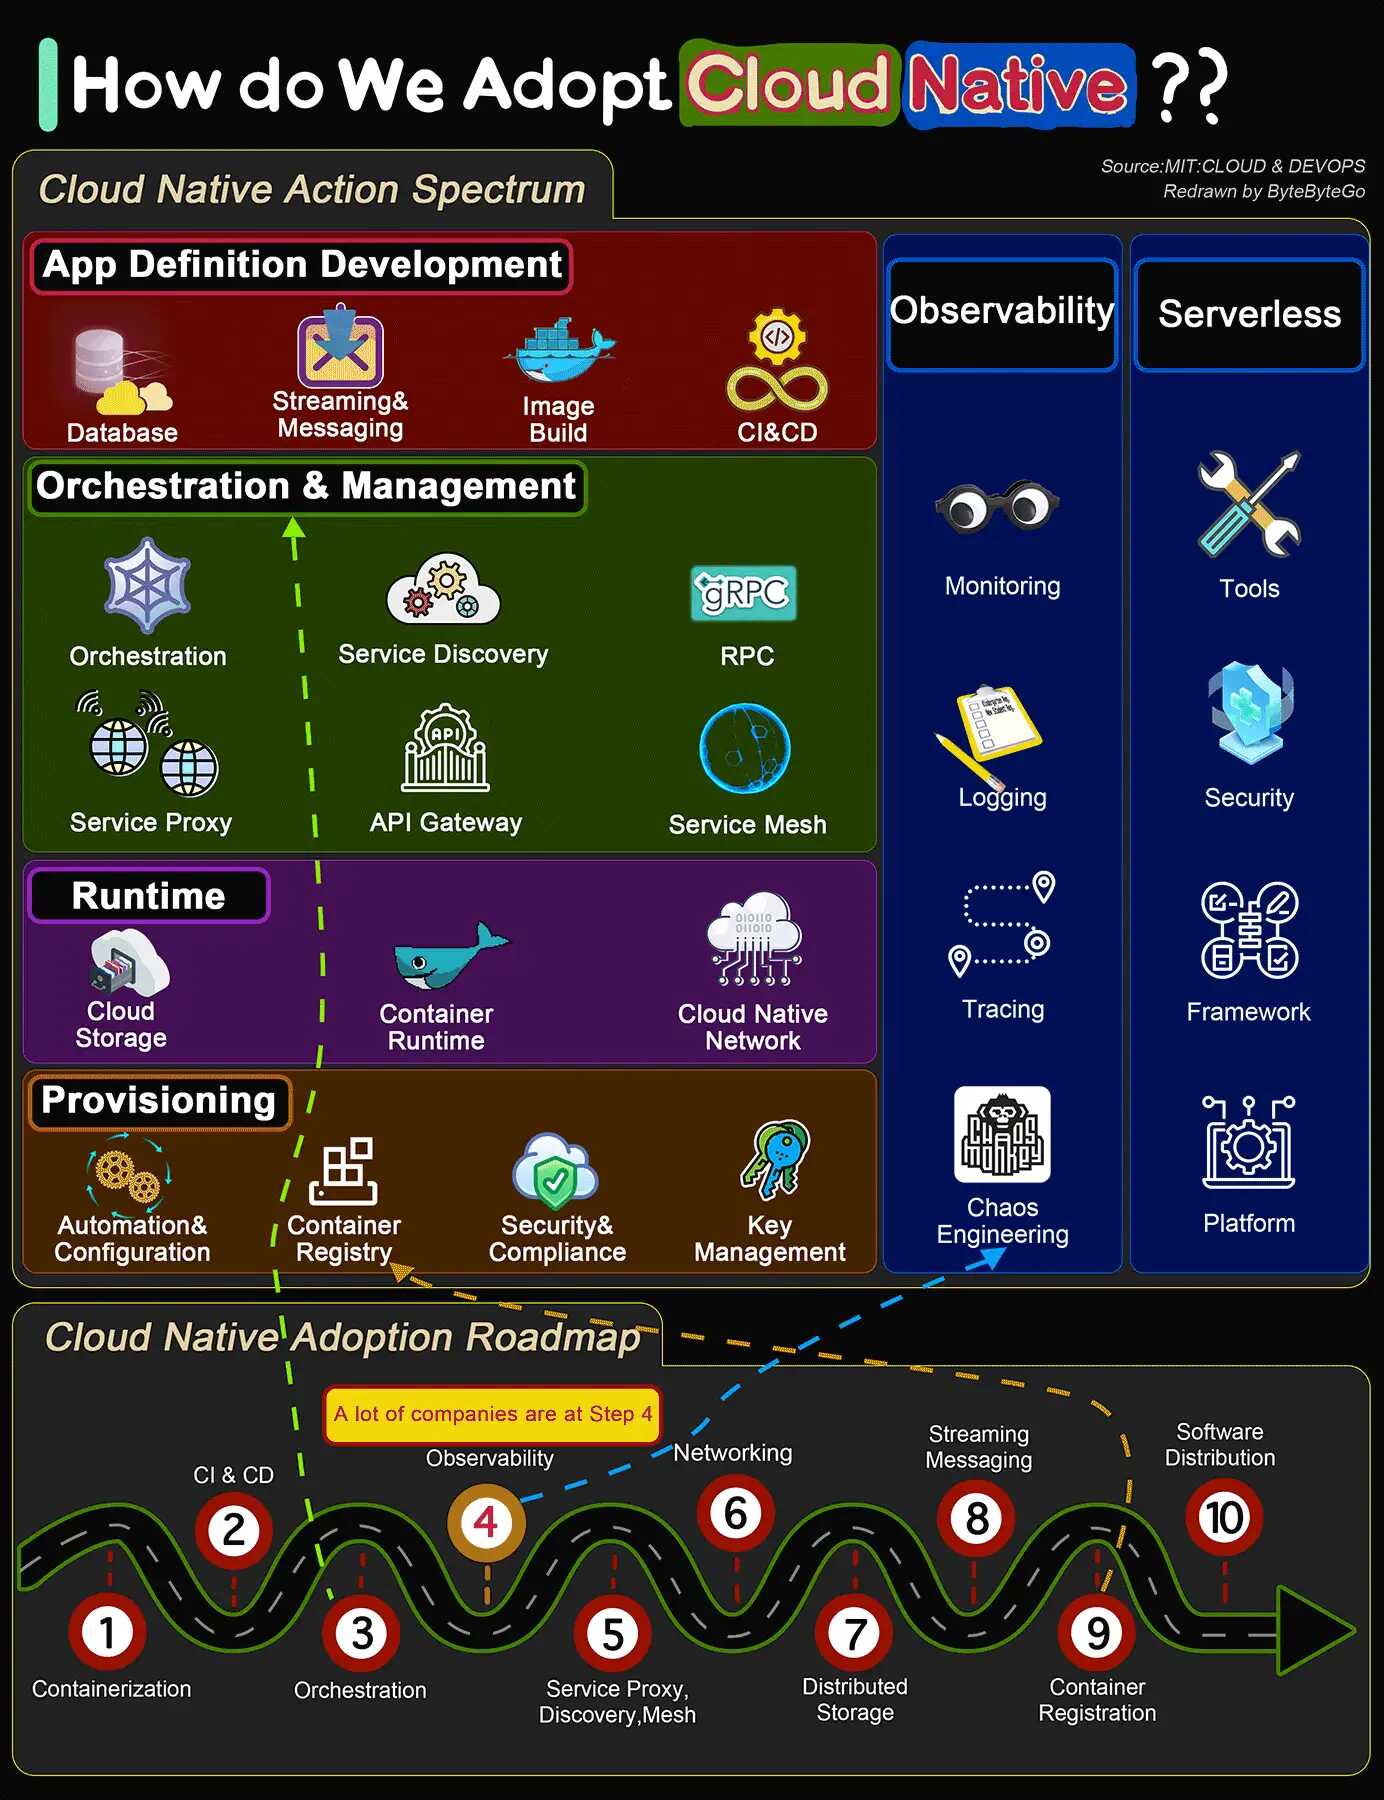 How do We Adopt Cloud Native ??
Source:MIT:CLOUD & DEVOPS
Redrawn by ByteByteGo
Cloud Native Action Spectrum
App Definition Development
Database
Streaming&
Messaging
Image
Build
CI&CD
Orchestration & Management
Orchestration
Service Discovery
gRPC
RPC
Service Proxy
API
API Gateway
Service Mesh
Runtime
Cloud
Storage
Container
Runtime
010110
011010
Cloud Native
Network
Provisioning
Automation&
Configuration
Container
Registry
Security&
Compliance
Key
Management
Observability
Monitoring
Logging
Tracing
CHAOS
MONKEY
Chaos
Engineering
Serverless
Tools
Security
Framework
Platform
Cloud Native Adoption Roadmap
A lot of companies are at Step 4
1
Containerization
CI & CD
2
3
Orchestration
Observability
4
5
Service Proxy,
Discovery,Mesh
Networking
6
7
Distributed
Storage
Streaming
Messaging
8
9
Container
Registration
Software
Distribution
10